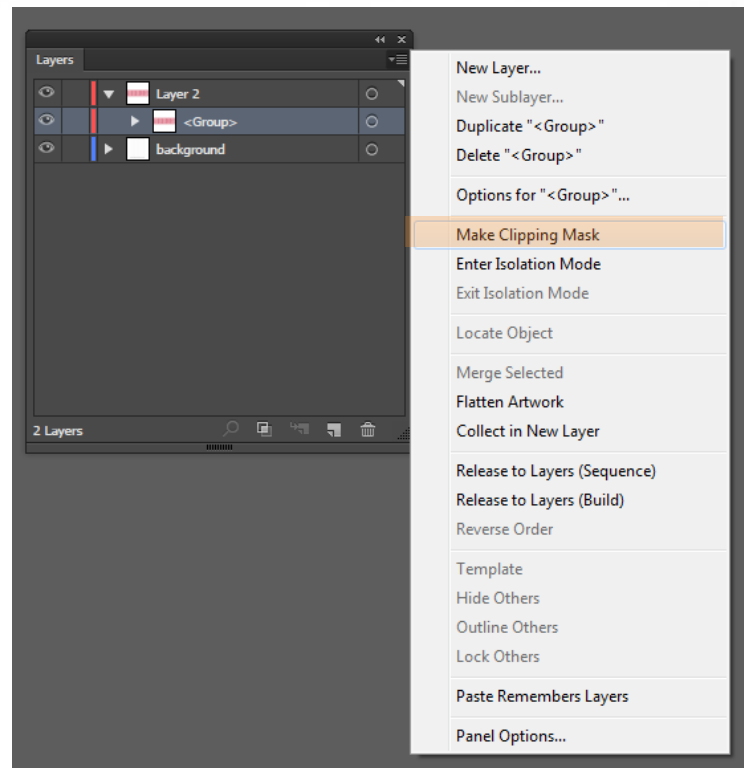 Layers
Layer 2
<Group>
background
2 Layers
New Layer...
New Sublayer...
Duplicate "<Group>"
Delete "<Group>"
Options for "<Group>"...
Make Clipping Mask
Enter Isolation Mode
Exit Isolation Mode
Locate Object
Merge Selected
Flatten Artwork
Collect in New Layer
Release to Layers (Sequence)
Release to Layers (Build)
Reverse Order
Template
Hide Others
Outline Others
Lock Others
Paste Remembers Layers
Panel Options...